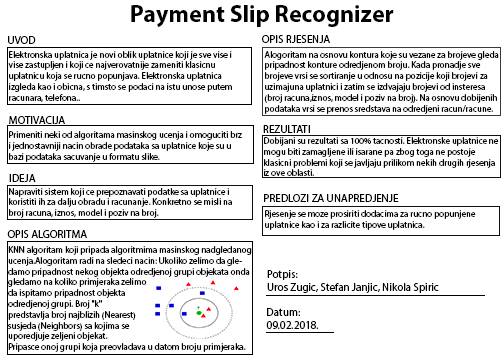 Payment Slip Recognizer
UVOD
Elektronska uplatnica je novi oblik uplatnice koji je sve vise i
vise zastupljen i koji ce najverovatnije zameniti klasicnu
uplatnicu koja se rucno popunjava. Elektronska uplatnica
izgleda kao i obicna, s timsto se podaci na istu unose putem
racunara, telefona..
MOTIVACIJA
Primeniti neki od algoritama masinskog ucenja i omoguciti brz
i jednostavniji nacin obrade podataka sa uplatnice koje su u
bazi podataka sacuvanje u formatu slike.
IDEJA
Napraviti sistem koji ce prepoznavati podatke sa uplatnice i
koristiti ih za dalju obradu i racunanje. Konkretno se misli na
broj racuna, iznos, model i poziv na broj.
OPIS ALGORITMA
KNN algoritam koji pripada algoritmima masinskog nadgledanog
ucenja.Alogoritam radi na sledeci nacin: Ukoliko zelimo da gle-
damo pripadnost nekog objekta odredjenoj grupi objekata onda
gledamo na koliko primjeraka zelimo
da ispitamo pripadnost objekta
odredjenoj grupi. Broj "K"
predstavlja broj najblizih (Nearest)
susjeda (Neighbors) sa kojima se
uporedjuje zeljeni objekat.
Pripasce onoj grupi koja preovladava u datom broju primjeraka.
OPIS RJESENJA
Alogoritam na osnovu kontura koje su vezane za brojeve gleda
pripadnost konture odredjenom broju. Kada pronadje sve
brojeve vrsi se sortiranje u odnosu na pozicije koji brojevi za
uzimajuna uplatnci i zatim se izdvajaju brojevi od insteresa
(broj racuna,iznos, model i poziv na broj). Na osnovu dobijenih
podataka vrsi se prenos sredstava na odredjeni racun/racune.
REZULTATI
Dobijani su rezultati sa 100% tacnosti. Elektronske uplatnice ne
mogu biti zamagljene ili isarane pa zbog toga ne postoje
klasicni problemi koji se javljaju prilikom nekih drugih rjesenja
iz ove oblasti.
PREDLOZI ZA UNAPREDJENJE
Rjesenje se moze prosiriti dodacima za rucno popunjene
uplatnice kao i za razlicite tipove uplatnica.
Potpis:
Uros Zugic, Stefan Janjic, Nikola Spiric
Datum:
09.02.2018.